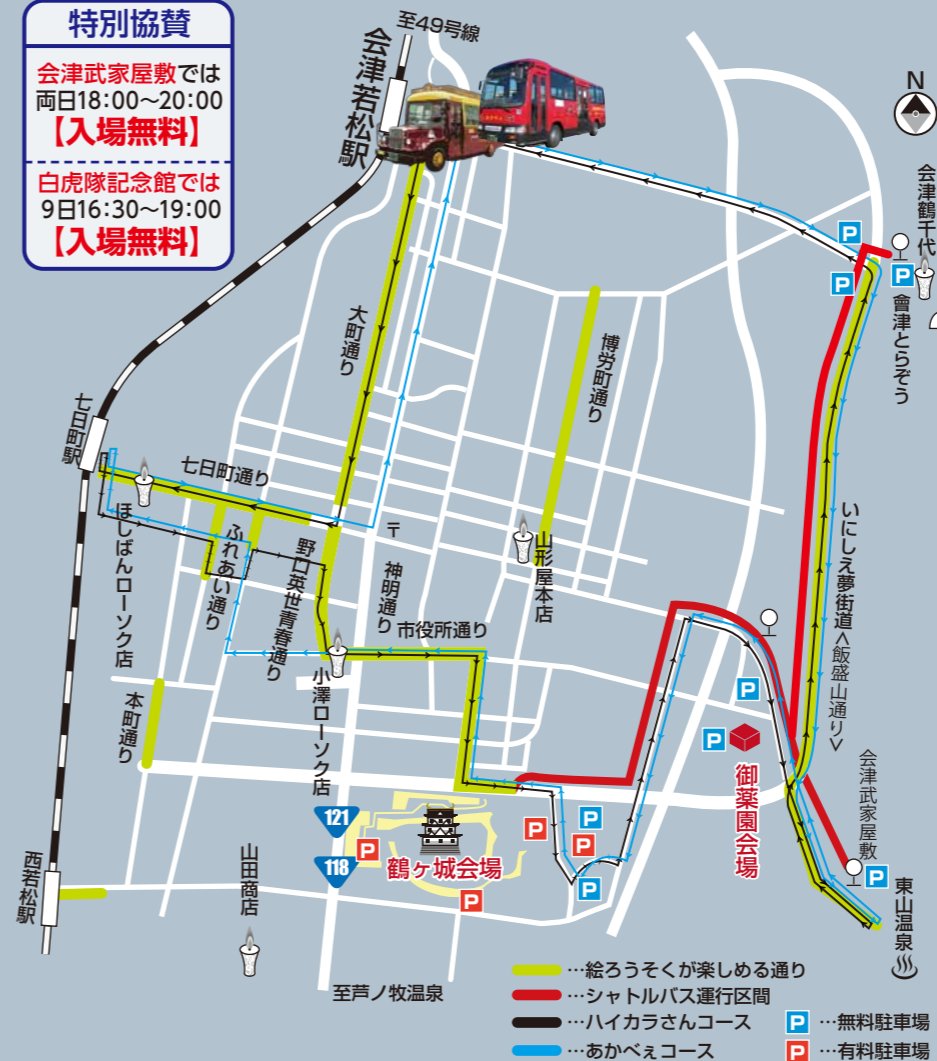 特別協賛
会津武家屋敷では
両日18:00〜20:00
【入場無料】
白虎隊記念館では
9日16:30〜19:00
【入場無料】
至49号線
会津若松駅
N
会津鶴千代
P
P
P
會津とらぞう
大町通り
博労町通り
七日町駅
七日町通り
ほしばんローソク店
ふれあい通り
野口英世青春通り
〒
神明通り
山形屋本店
いにしえ夢街道<飯盛山通り>
市役所通り
小澤ローソク店
本町通り
P
P
御薬園会場
会津武家屋敷
121
118
P
鶴ヶ城会場
P
P
P
P
P
P
東山温泉
西若松駅
山田商店
至芦ノ牧温泉
…絵ろうそくが楽しめる通り
…シャトルバス運行区間
…ハイカラさんコース
P …無料駐車場
…あかべぇコース
P …有料駐車場